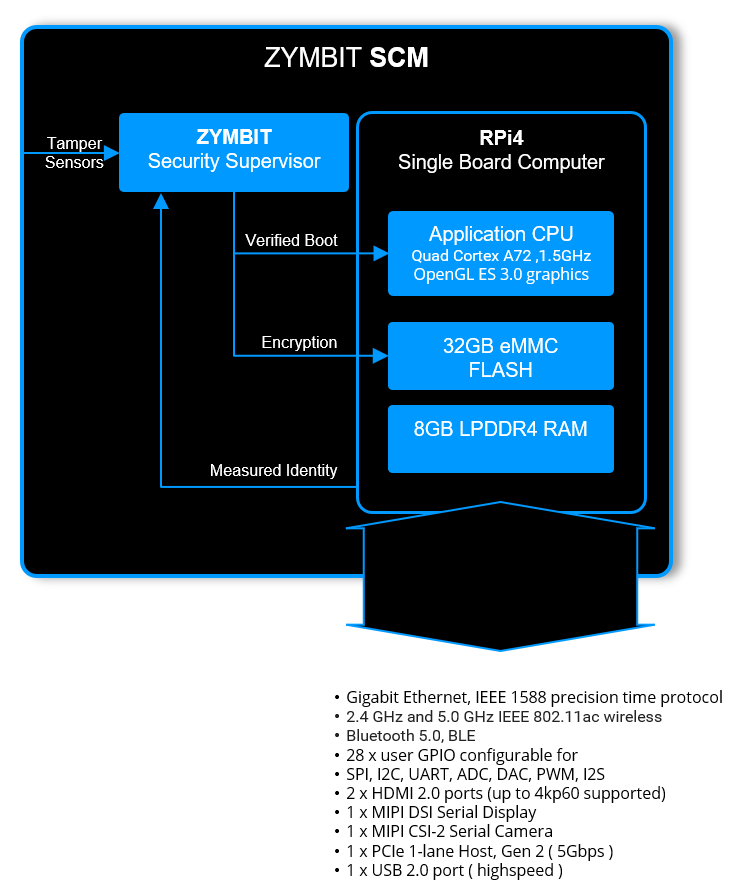 ZYMBIT SCM
Tamper
Sensors
ZYMBIT
Security Supervisor
RPi4
Single Board Computer
Verified Boot
Application CPU
Quad Cortex A72 ,1.5GHz
OpenGL ES 3.0 graphics
Encryption
32GB eMMC
FLASH
8GB LPDDR4 RAM
Measured Identity
• Gigabit Ethernet, IEEE 1588 precision time protocol
• 2.4 GHz and 5.0 GHz IEEE 802.11ac wireless
• Bluetooth 5.0, BLE
• 28 x user GPIO configurable for
• SPI, I2C, UART, ADC, DAC, PWM, I2S
• 2 x HDMI 2.0 ports (up to 4kp60 supported)
• 1 x MIPI DSI Serial Display
• 1 x MIPI CSI-2 Serial Camera
• 1 x PCIe 1-lane Host, Gen 2 ( 5Gbps )
• 1 x USB 2.0 port ( highspeed )